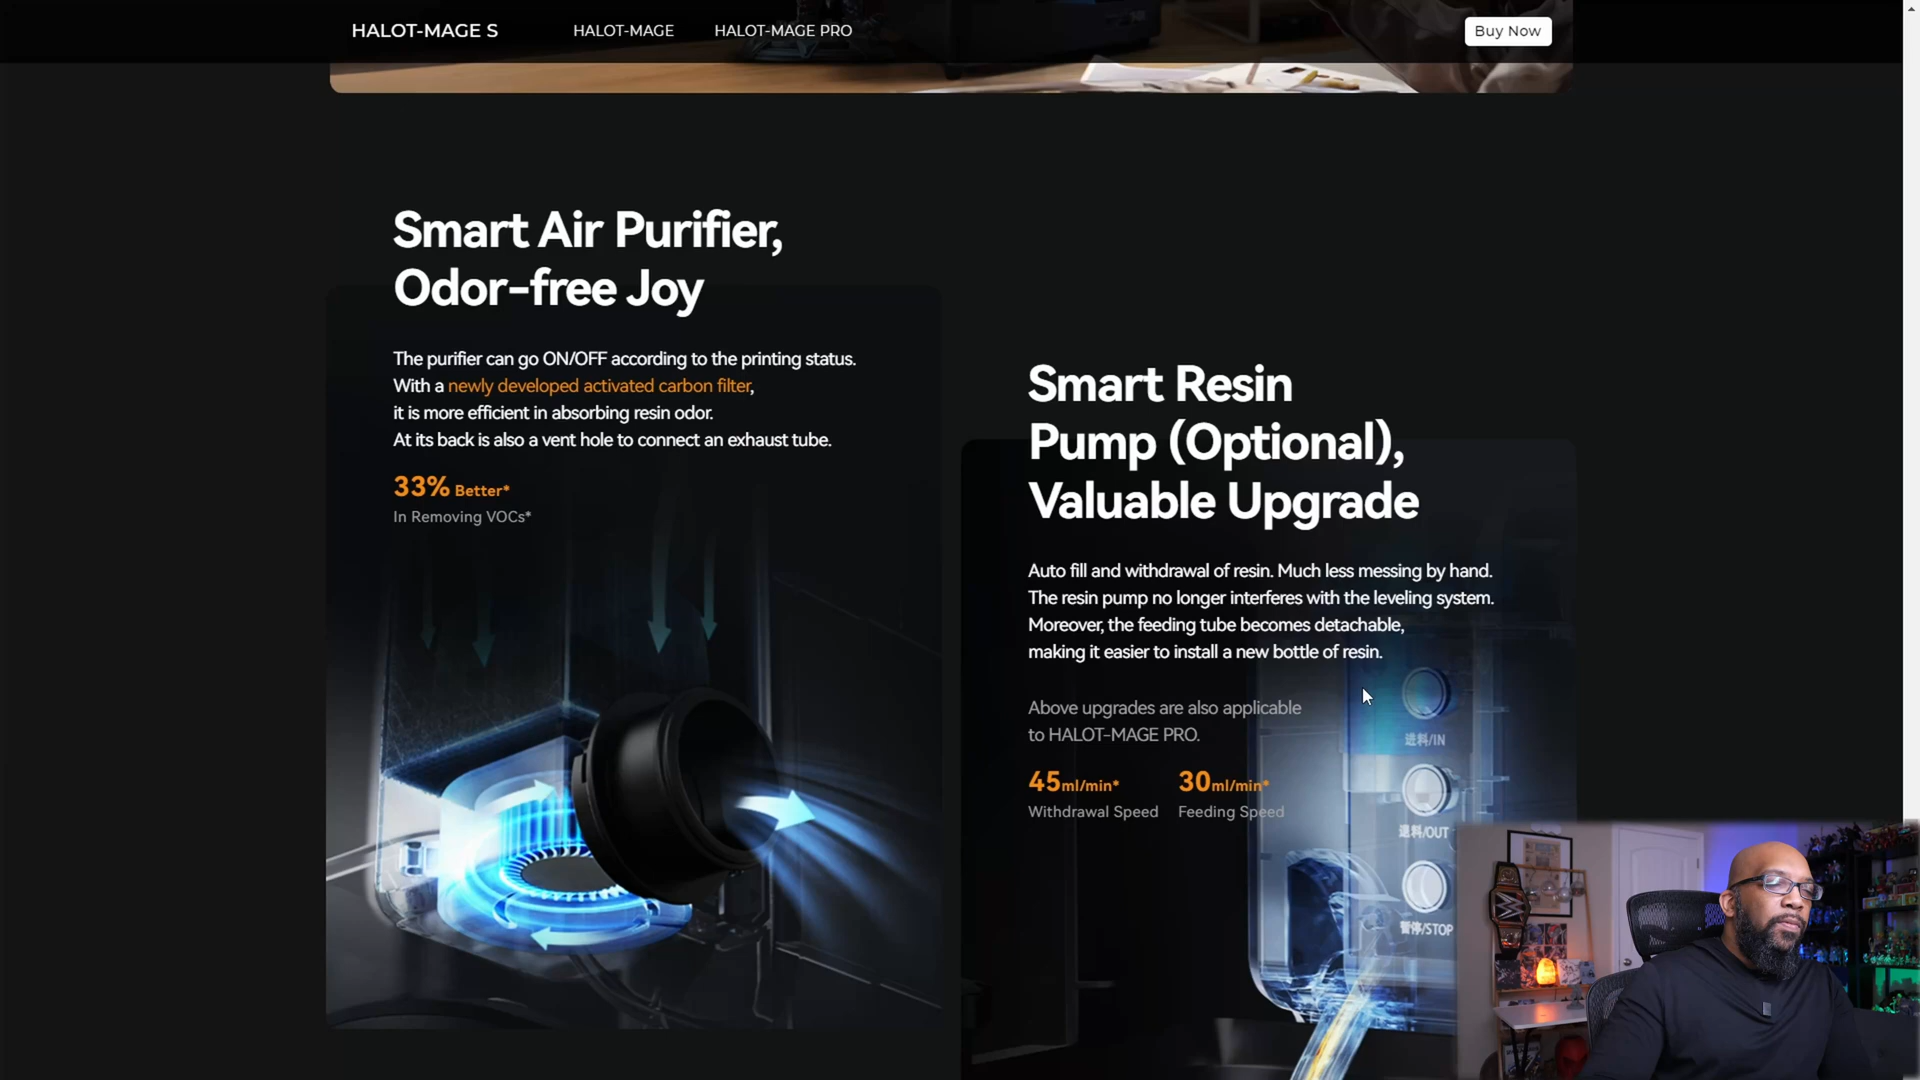 HALOT-MAGE S
HALOT-MAGE
HALOT-MAGE PRO
Buy Now
Smart Air Purifier,
Odor-free Joy
The purifier can go ON/OFF according to the printing status.
With a newly developed activated carbon filter,
it is more efficient in absorbing resin odor.
At its back is also a vent hole to connect an exhaust tube.
33% Better*
In Removing VOCs*
Smart Resin
Pump (Optional),
Valuable Upgrade
Auto fill and withdrawal of resin. Much less messing by hand.
The resin pump no longer interferes with the leveling system.
Moreover, the feeding tube becomes detachable,
making it easier to install a new bottle of resin.
Above upgrades are also applicable
to HALOT-MAGE PRO.
45ml/min*
Withdrawal Speed
30ml/min*
Feeding Speed
进料/IN
退料/OUT
暂停/STOP